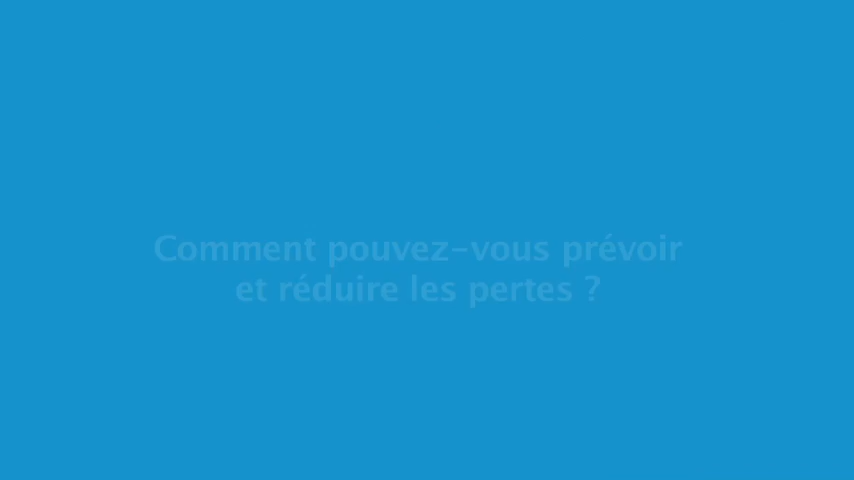 Comment pouvez-vous prévoir
et réduire les pertes ?